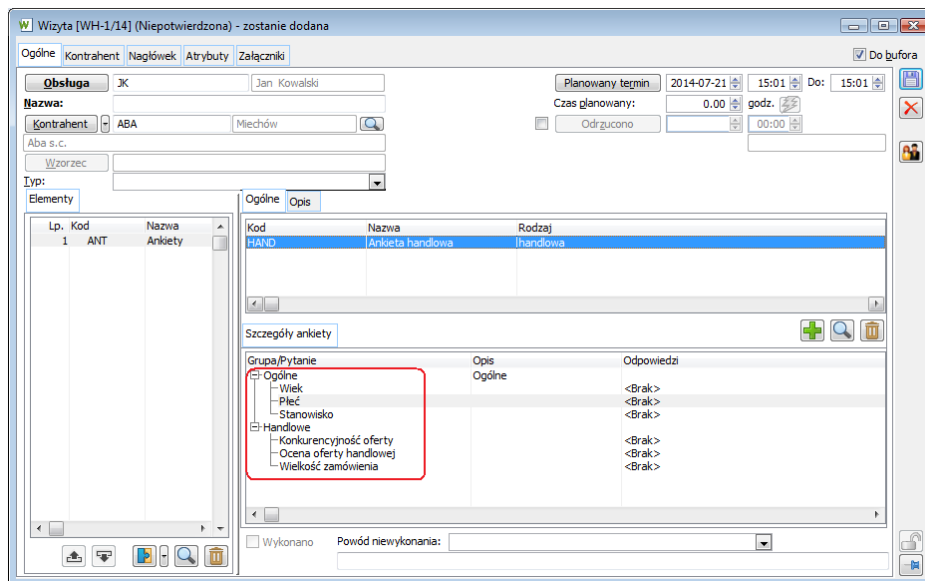 Wizyta [WH-1/14] (Niepotwierdzona) - zostanie dodana
Ogólne Kontrahent Nagłówek Atrybuty Załączniki Do bufora
Obsługa JK Jan Kowalski Planowany termin 2014-07-21 15:01 Do: 15:01
Nazwa: Czas planowany: 0.00 godz.
Kontrahent ABA Miechów Odrzucono 00:00
Aba s.c.
Wzorzec
Typ:
Elementy Ogólne Opis
Lp. Kod Nazwa
1 ANT Ankiety
Kod Nazwa Rodzaj
HAND Ankieta handlowa handlowa
Szczegóły ankiety
Grupa/Pytanie Opis Odpowiedzi
Ogólne Ogólne
Wiek <Brak>
Płeć <Brak>
Stanowisko <Brak>
Handlowe
Konkurencyjność oferty <Brak>
Ocena oferty handlowej <Brak>
Wielkość zamówienia <Brak>
Wykonano Powód niewykonania: